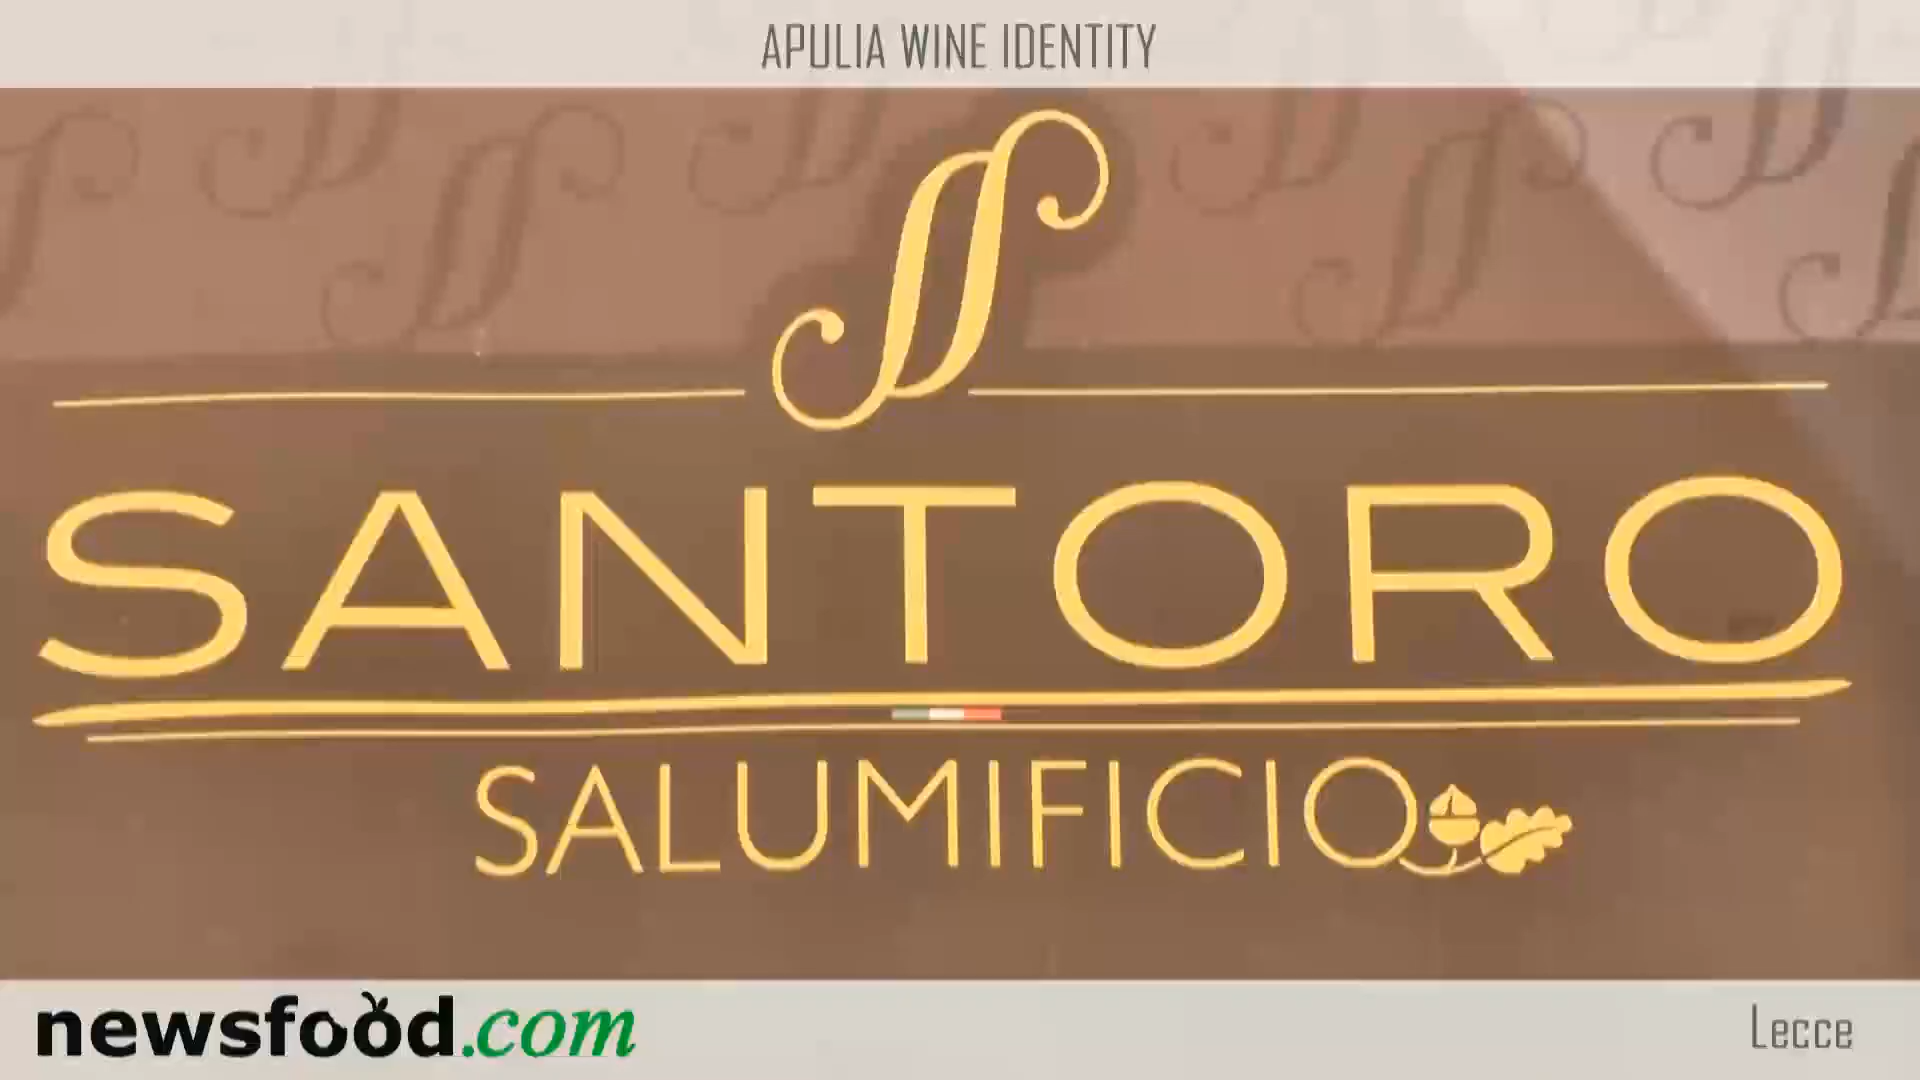 APULIA WINE IDENTITY
SANTORO
SALUMIFICIO
newsfood.com
Lecce